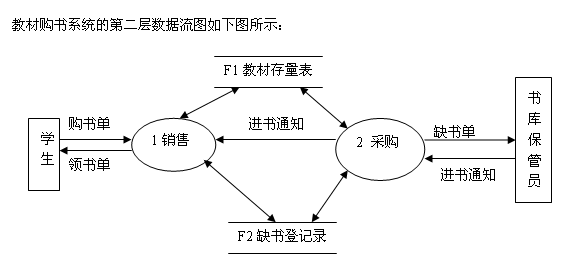 教材购书系统的第二层数据流图如下图所示：
F1 教材存量表
学生
购书单
领书单
1 销售
进书通知
2 采购
缺书单
进书通知
书库保管员
F2 缺书登记录